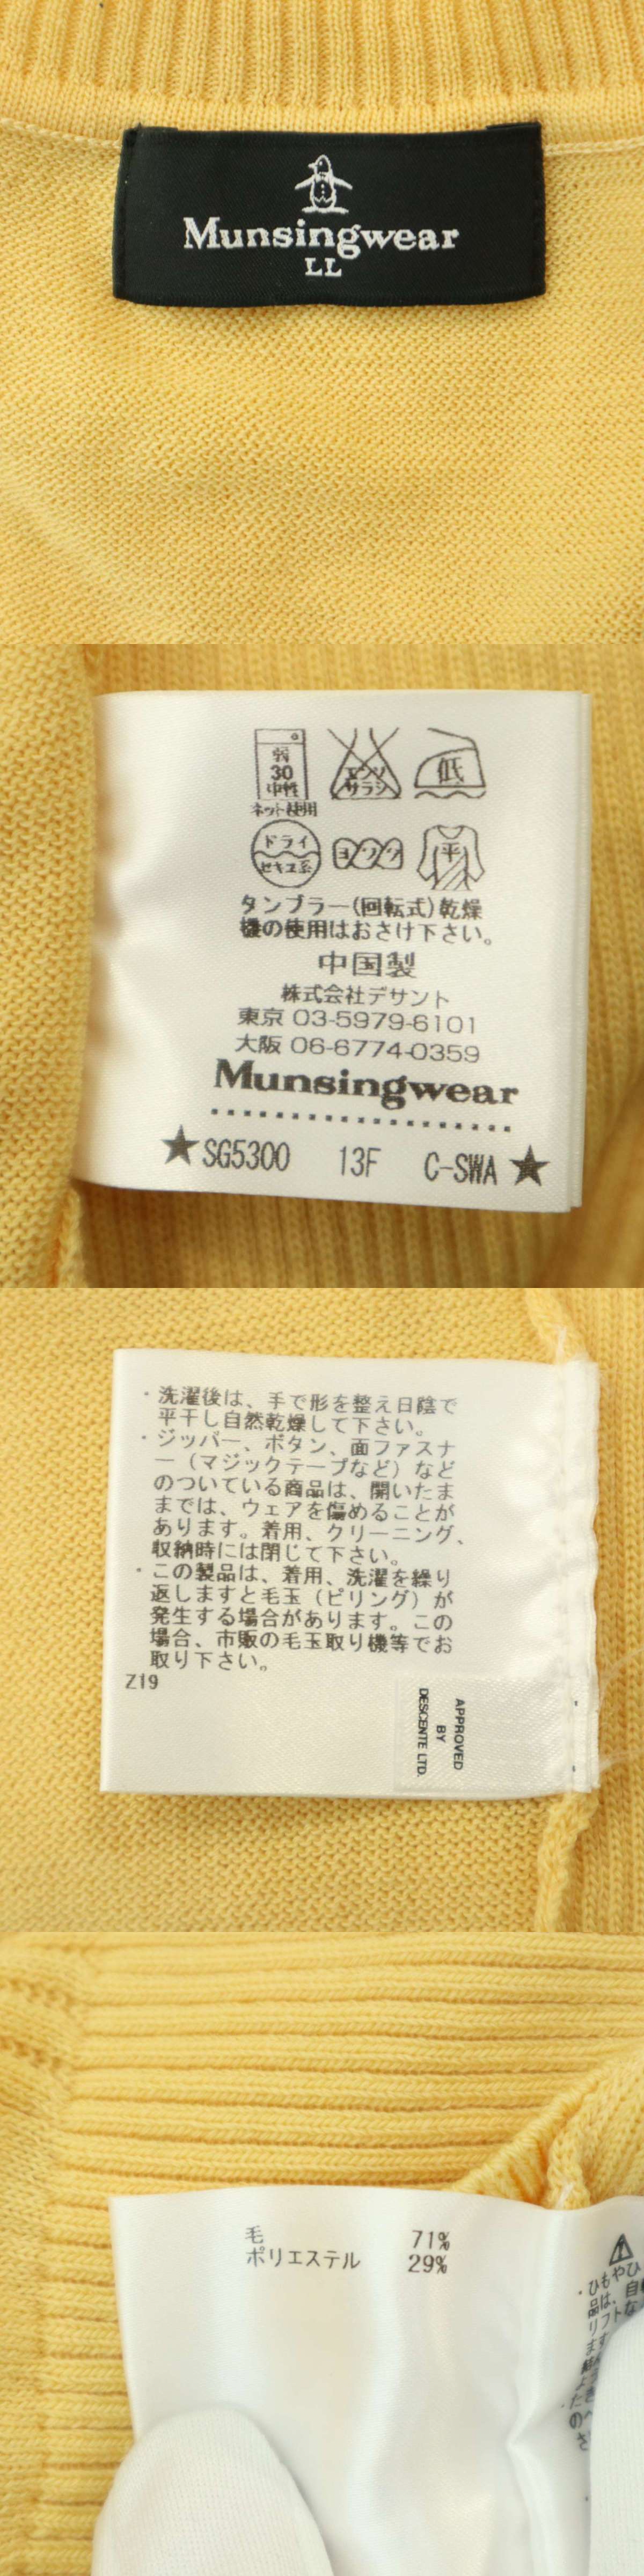 Munsingwear
LL
弱
30
中性
ネット使用
エンソ
サラシ
低
ドライ
セキユ系
ヨワク
平
タンブラー(回転式)乾燥
機の使用はおさけ下さい。
中国製
株式会社デサント
東京 03-5979-6101
大阪 06-6774-0359
Munsingwear
★SG5300 13F C-SWA★
・洗濯後は、手で形を整え日陰で
平干し自然乾燥して下さい。
・ジッパー、ボタン、面ファスナ
ー（マジックテープなど）など
のついている商品は、開いたま
までは、ウェアを傷めることが
あります。着用、クリーニング、
収納時には閉じて下さい。
・この製品は、着用、洗濯を繰り
返しますと毛玉（ピリング）が
発生する場合があります。この
場合、市販の毛玉取り機等でお
取り下さい。
Z19
APPROVED
BY
DESCENTE LTD.
毛 71%
ポリエステル 29%